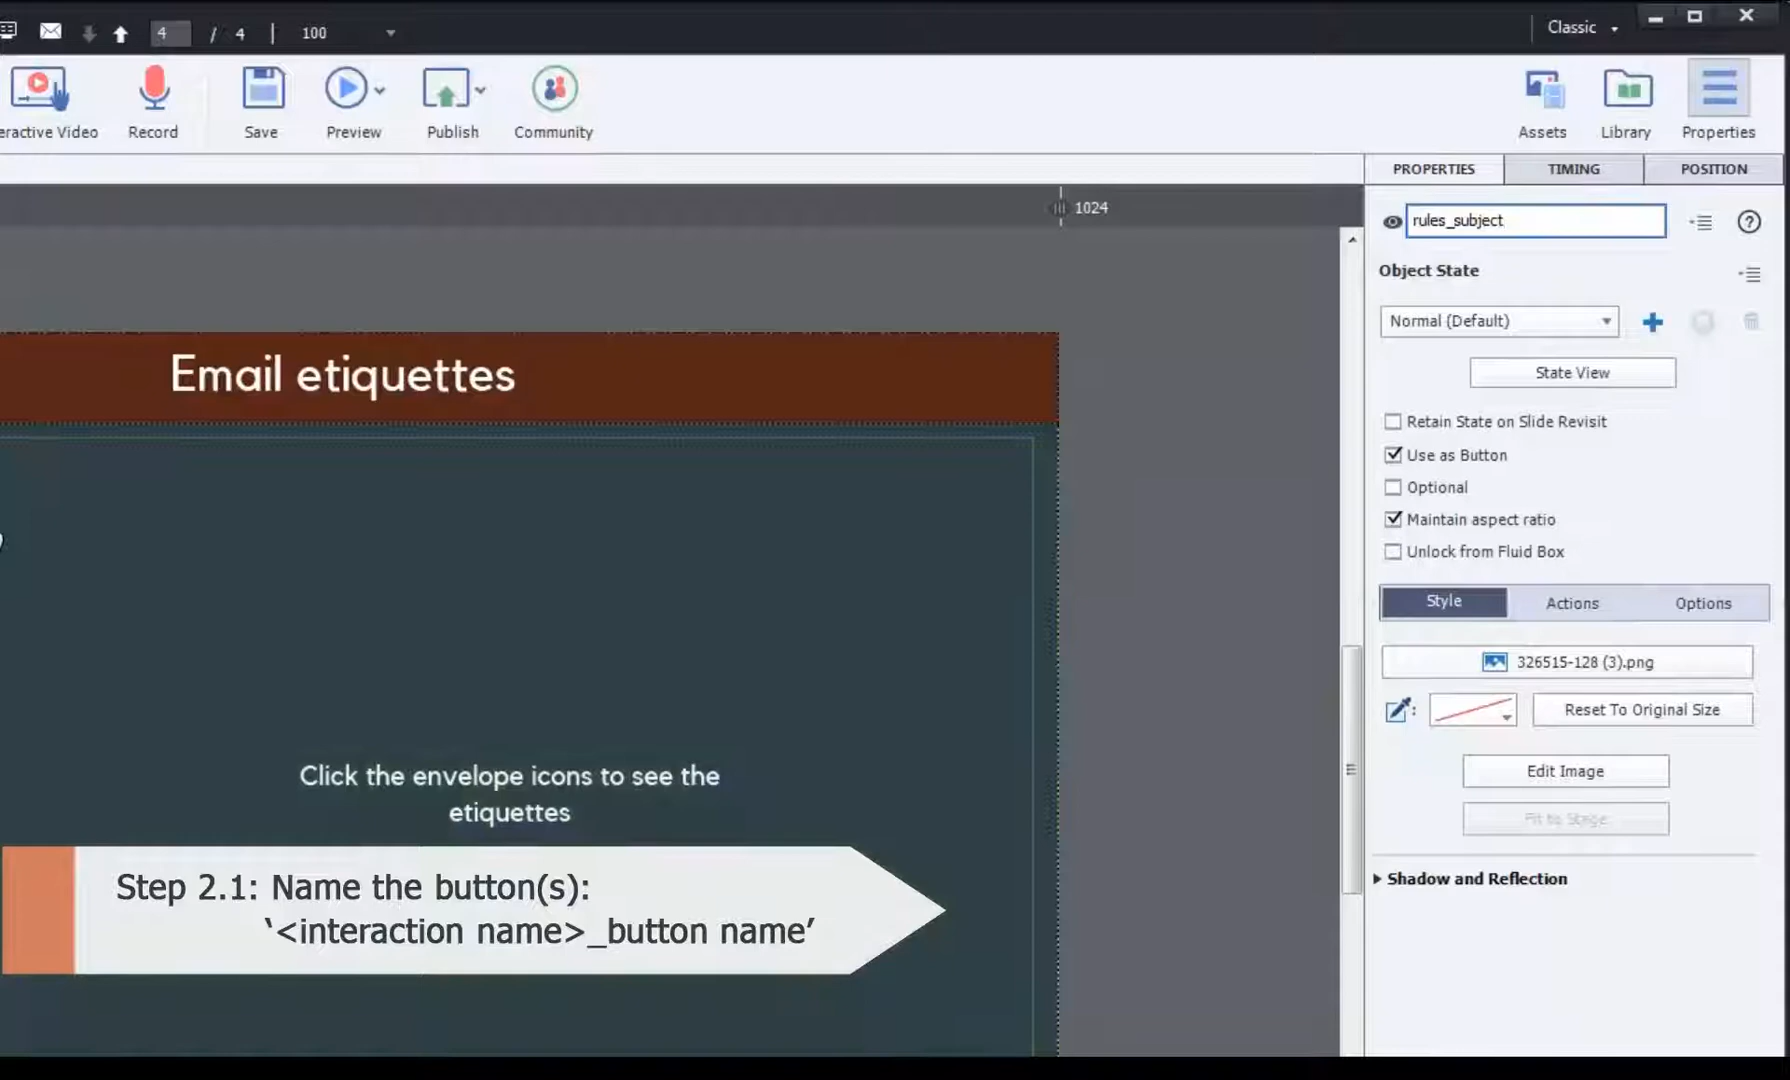 4 / 4 100 Classic
eractive Video Record Save Preview Publish Community Assets Library Properties
PROPERTIES TIMING POSITION
1024
rules_subject
Object State
Normal (Default)
State View
Retain State on Slide Revisit
Use as Button
Optional
Maintain aspect ratio
Unlock from Fluid Box
Style Actions Options
326515-128 (3).png
Reset To Original Size
Edit Image
Fit to Stage
Shadow and Reflection
Email etiquettes
Click the envelope icons to see the
etiquettes
Step 2.1: Name the button(s):
‘<interaction name>_button name’